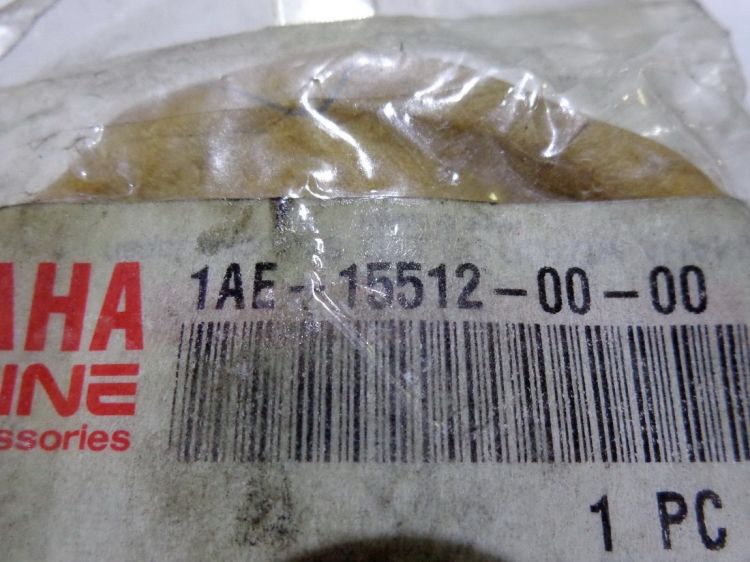 1AE-15512-00-00
AHA
INE
ssories
1 PC